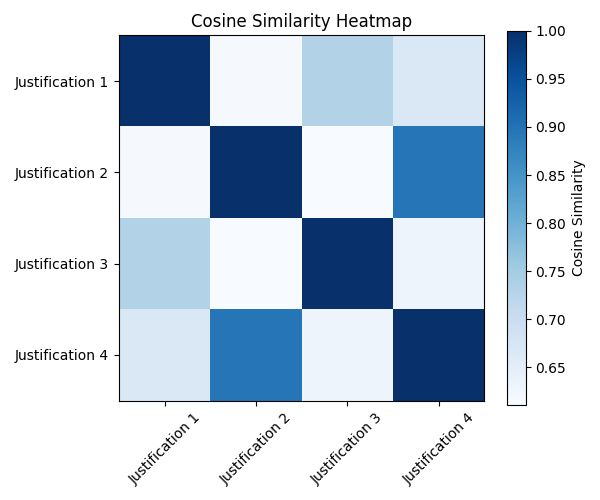 Cosine Similarity Heatmap
Justification 1
Justification 2
Justification 3
Justification 4
Justification 1
Justification 2
Justification 3
Justification 4
1.00
0.95
0.90
0.85
0.80
0.75
0.70
0.65
Cosine Similarity